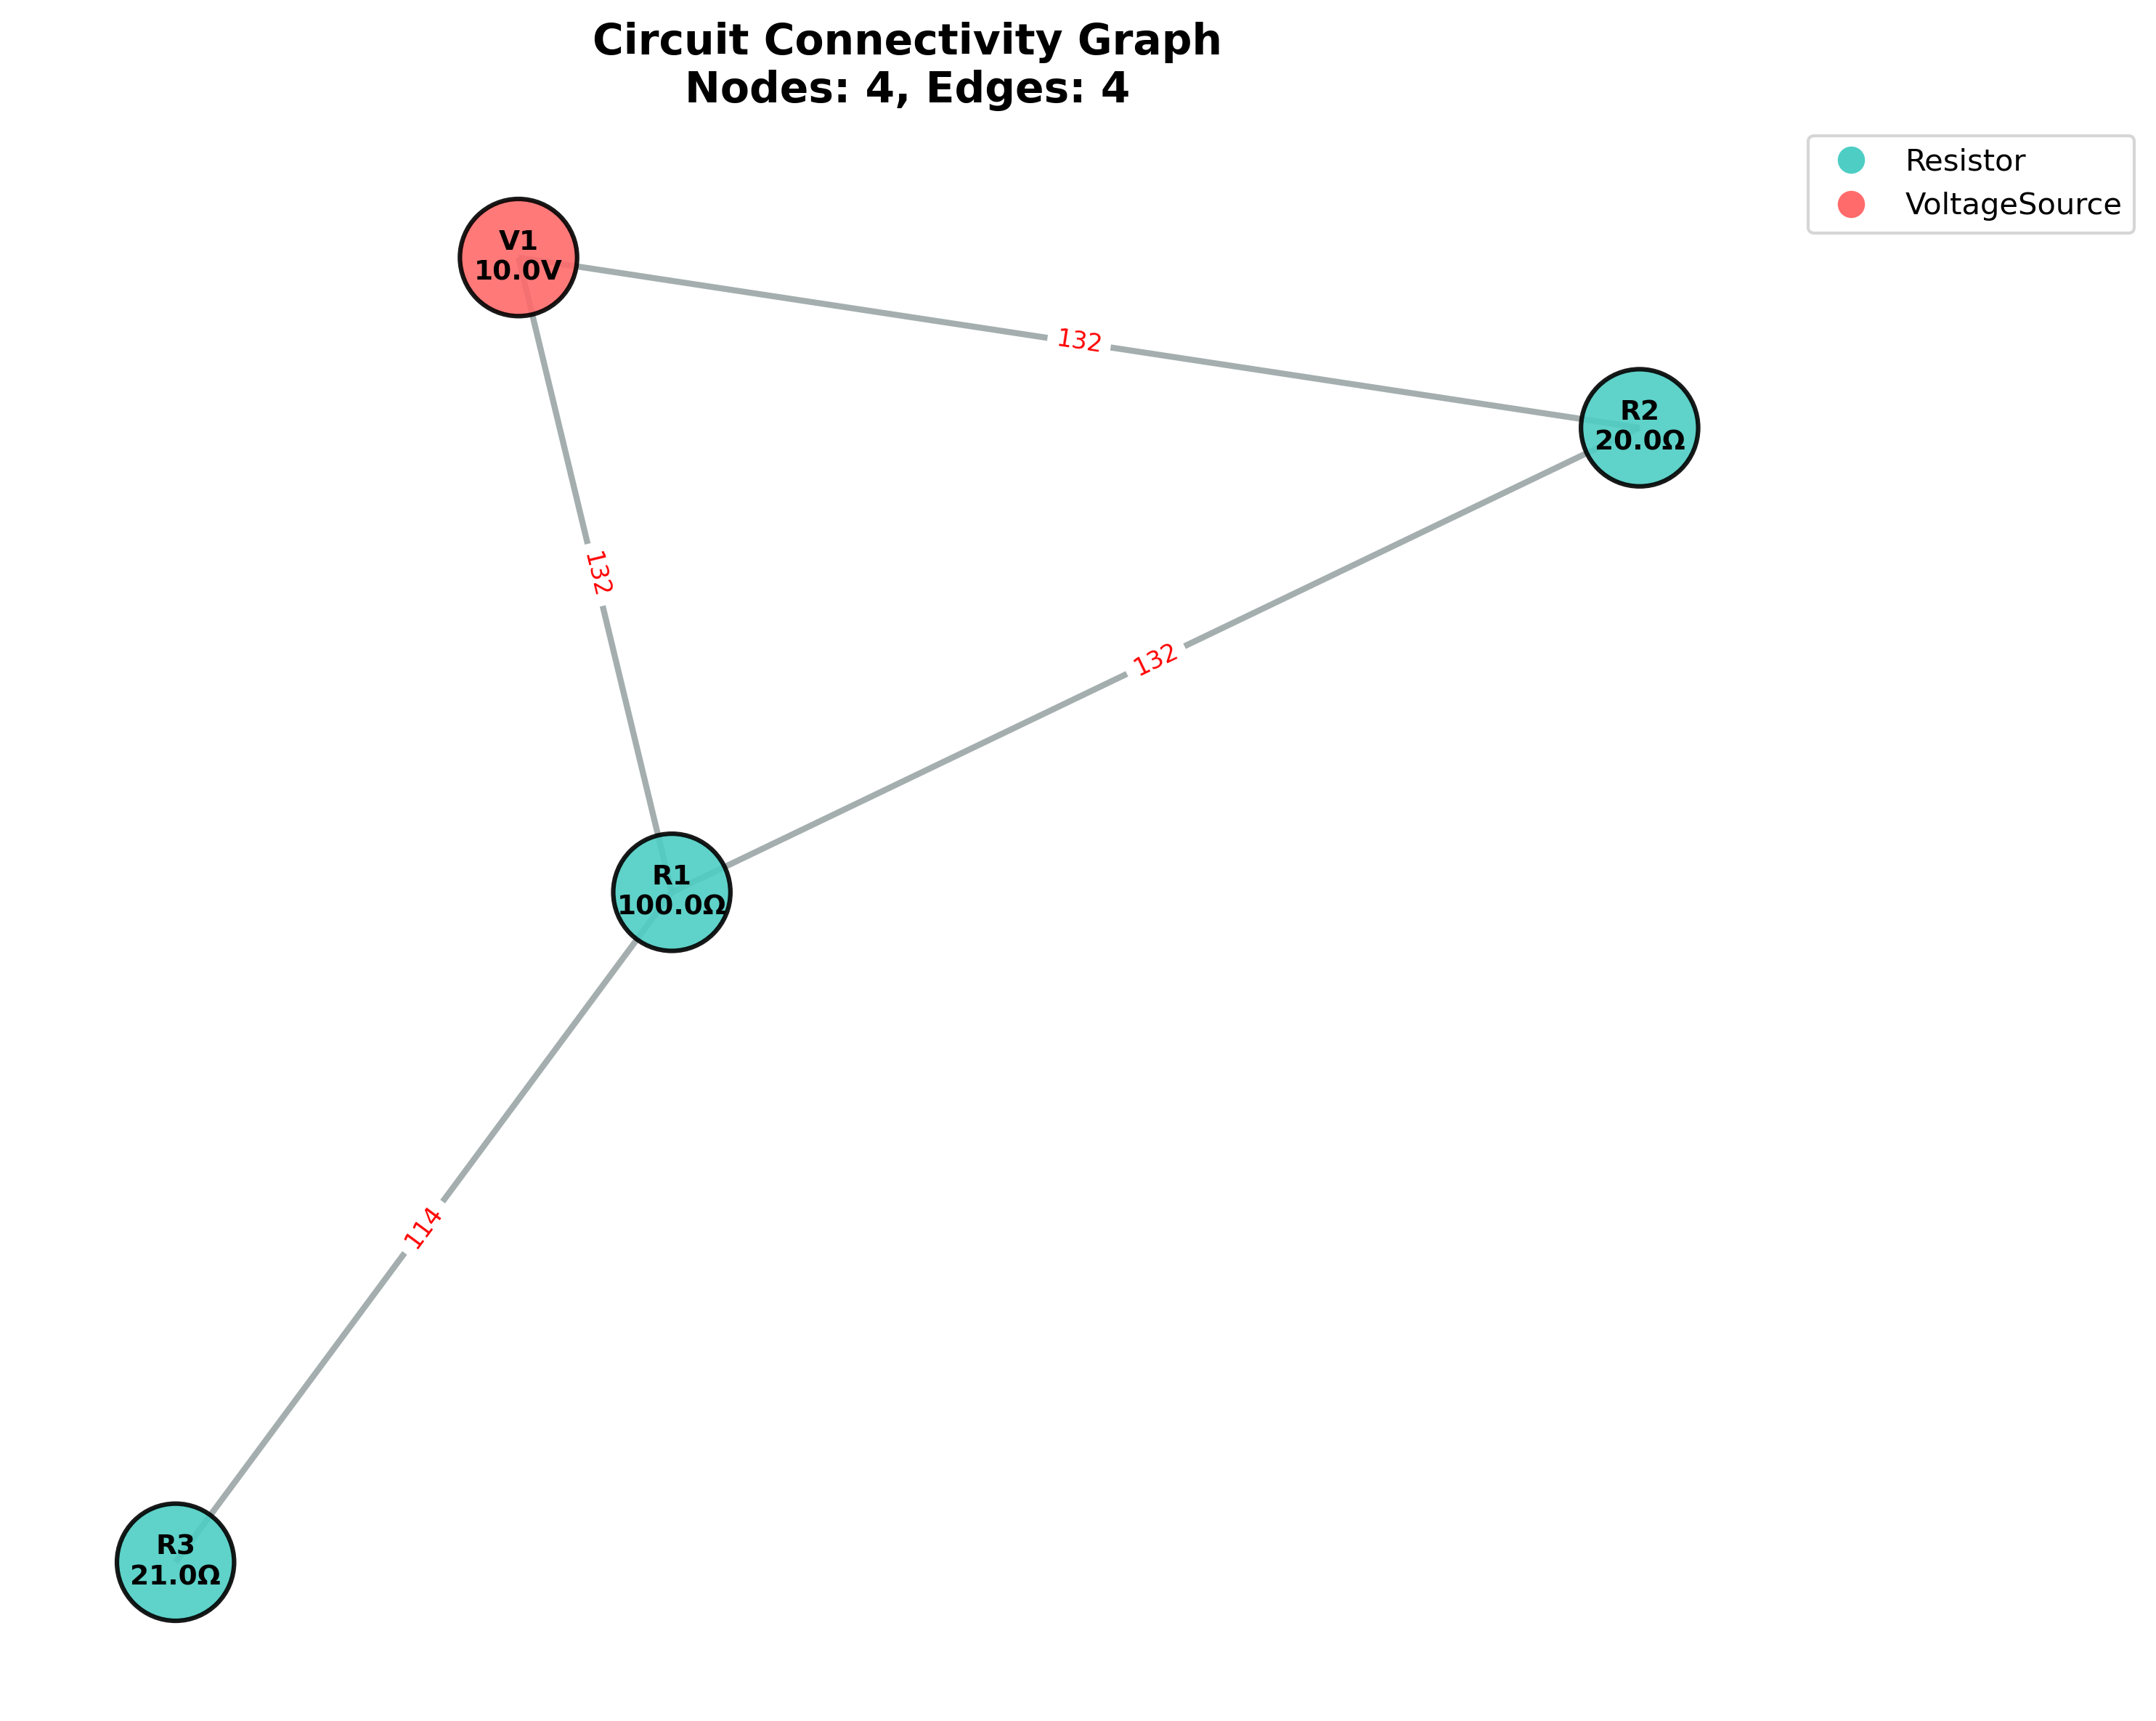 Circuit Connectivity Graph
Nodes: 4, Edges: 4
Resistor
VoltageSource
V1
10.0V
132
R2
20.0Ω
132
132
R1
100.0Ω
114
R3
21.0Ω